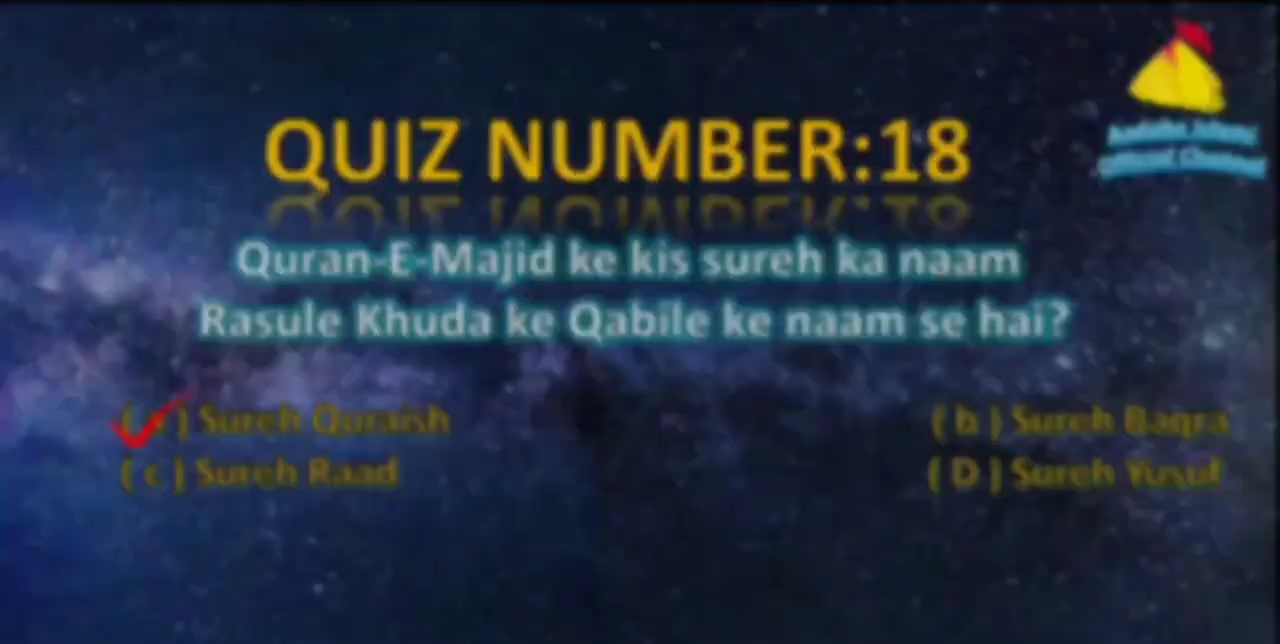 QUIZ NUMBER:18
Quran-E-Majid ke kis sureh ka naam
Rasule Khuda ke Qabile ke naam se hai?
( a ) Sureh Quraish
( b ) Sureh Baqra
( c ) Sureh Raad
( D ) Sureh Yusuf